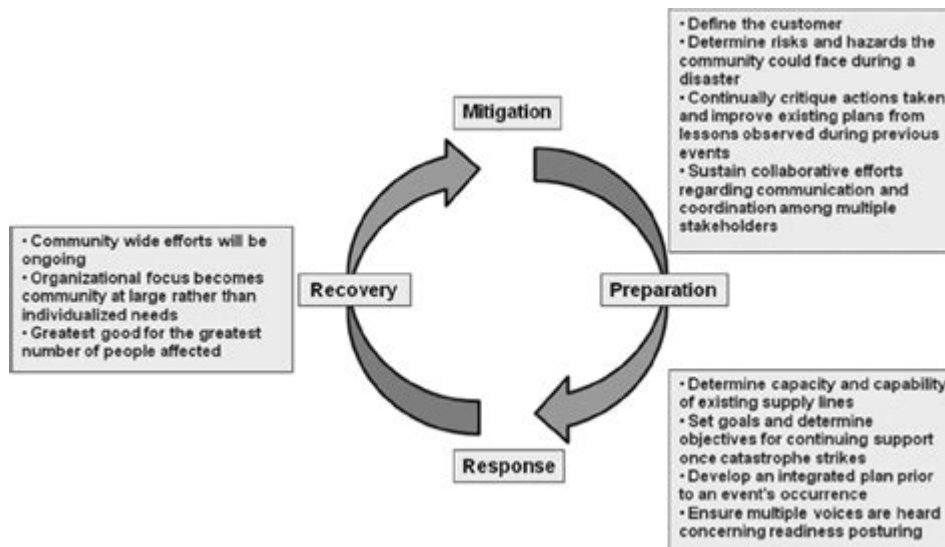 • Define the customer
• Determine risks and hazards the
community could face during a
disaster
• Continually critique actions taken
and improve existing plans from
lessons observed during previous
events
• Sustain collaborative efforts
regarding communication and
coordination among multiple
stakeholders
Mitigation
• Community wide efforts will be
ongoing
• Organizational focus becomes
community at large rather than
individualized needs
• Greatest good for the greatest
number of people affected
Recovery
Preparation
• Determine capacity and capability
of existing supply lines
• Set goals and determine
objectives for continuing support
once catastrophe strikes
• Develop an integrated plan prior
to an event's occurrence
• Ensure multiple voices are heard
concerning readiness posturing
Response